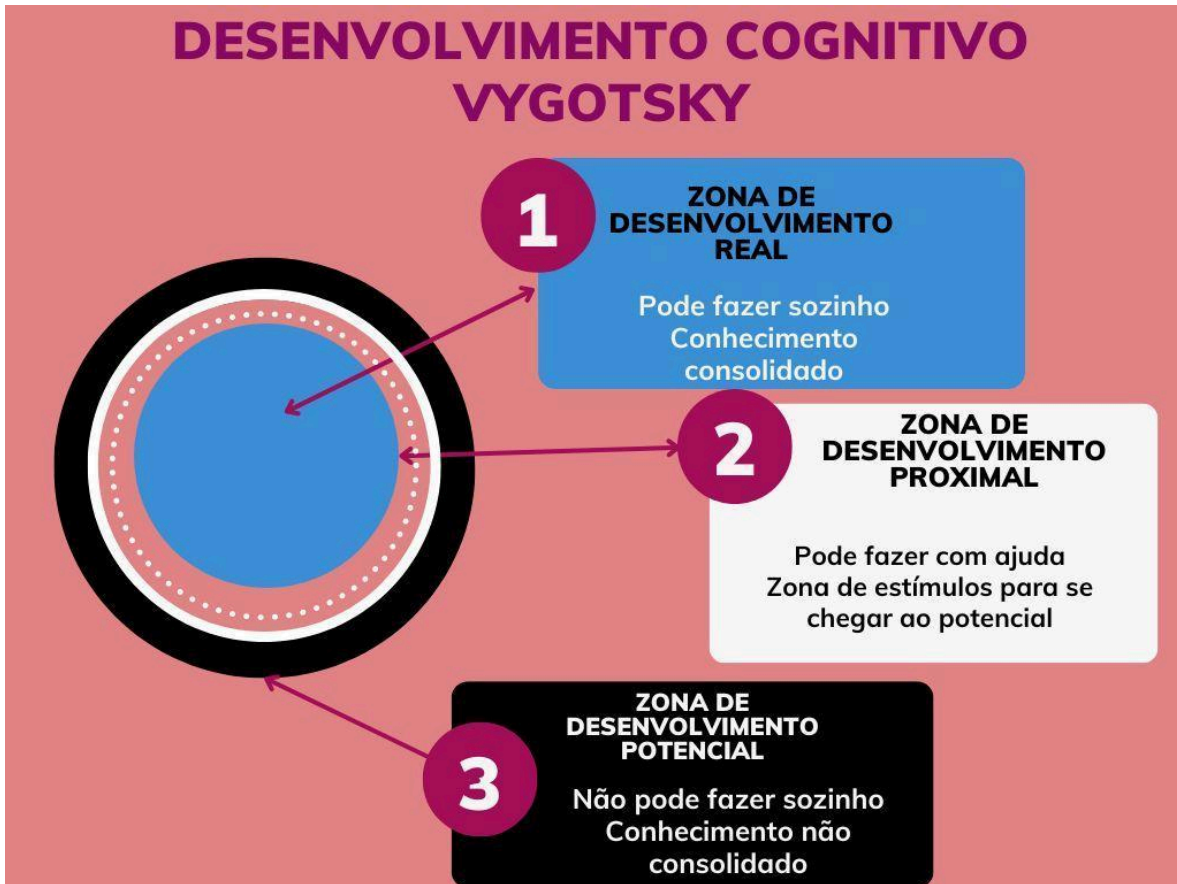 DESENVOLVIMENTO COGNITIVO
VYGOTSKY
1
ZONA DE
DESENVOLVIMENTO
REAL
Pode fazer sozinho
Conhecimento
consolidado
2
ZONA DE
DESENVOLVIMENTO
PROXIMAL
Pode fazer com ajuda
Zona de estímulos para se
chegar ao potencial
3
ZONA DE
DESENVOLVIMENTO
POTENCIAL
Não pode fazer sozinho
Conhecimento não
consolidado